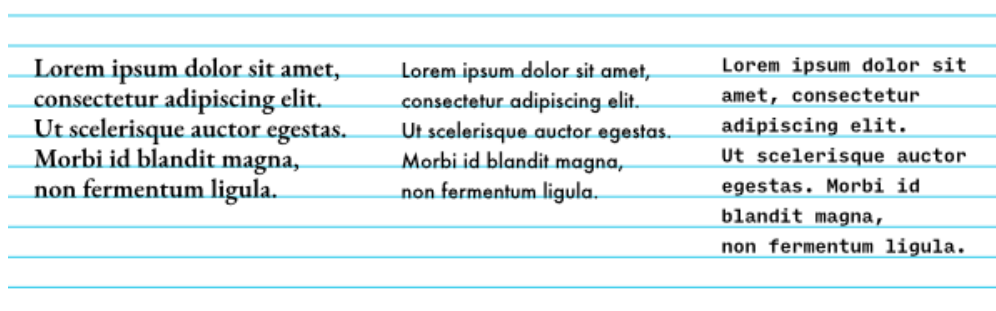 Lorem ipsum dolor sit amet,
consectetur adipiscing elit.
Ut scelerisque auctor egestas.
Morbi id blandit magna,
non fermentum ligula.
Lorem ipsum dolor sit amet,
consectetur adipiscing elit.
Ut scelerisque auctor egestas.
Morbi id blandit magna,
non fermentum ligula.
Lorem ipsum dolor sit
amet, consectetur
adipiscing elit.
Ut scelerisque auctor
egestas. Morbi id
blandit magna,
non fermentum ligula.